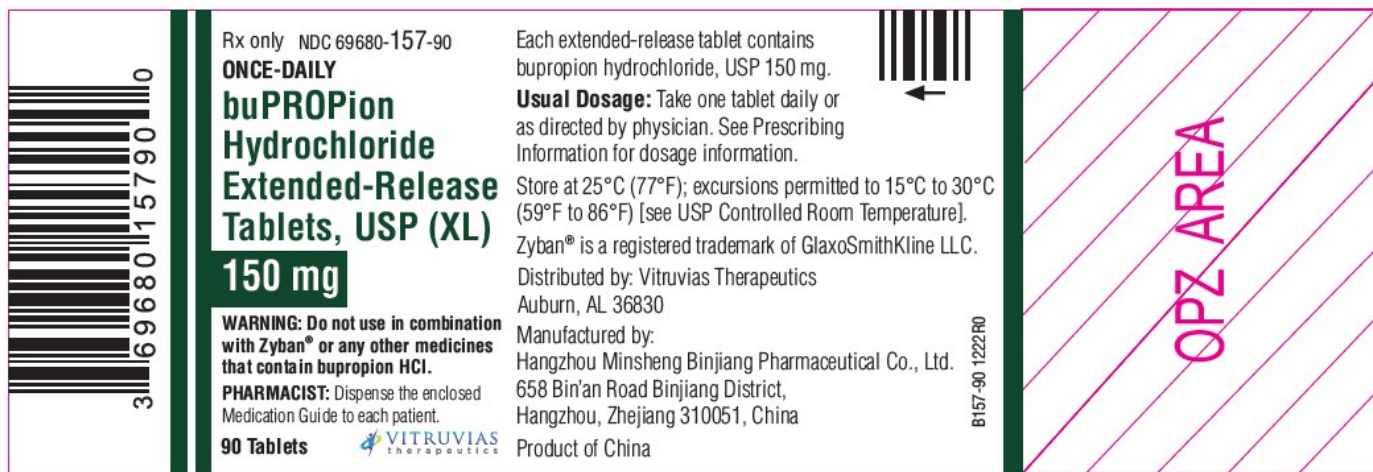 3 69680 15790 0
Rx only NDC 69680-157-90
ONCE-DAILY
buPROPion
Hydrochloride
Extended-Release
Tablets, USP (XL)
150 mg
WARNING: Do not use in combination
with Zyban® or any other medicines
that contain bupropion HCl.
PHARMACIST: Dispense the enclosed
Medication Guide to each patient.
90 Tablets
VITRUVIAS
therapeutics
Each extended-release tablet contains
bupropion hydrochloride, USP 150 mg.
Usual Dosage: Take one tablet daily or
as directed by physician. See Prescribing
Information for dosage information.
Store at 25°C (77°F); excursions permitted to 15°C to 30°C
(59°F to 86°F) [see USP Controlled Room Temperature].
Zyban® is a registered trademark of GlaxoSmithKline LLC.
Distributed by: Vitruvias Therapeutics
Auburn, AL 36830
Manufactured by:
Hangzhou Minsheng Binjiang Pharmaceutical Co., Ltd.
658 Bin'an Road Binjiang District,
Hangzhou, Zhejiang 310051, China
Product of China
B157-90 1222R0
OPZ AREA